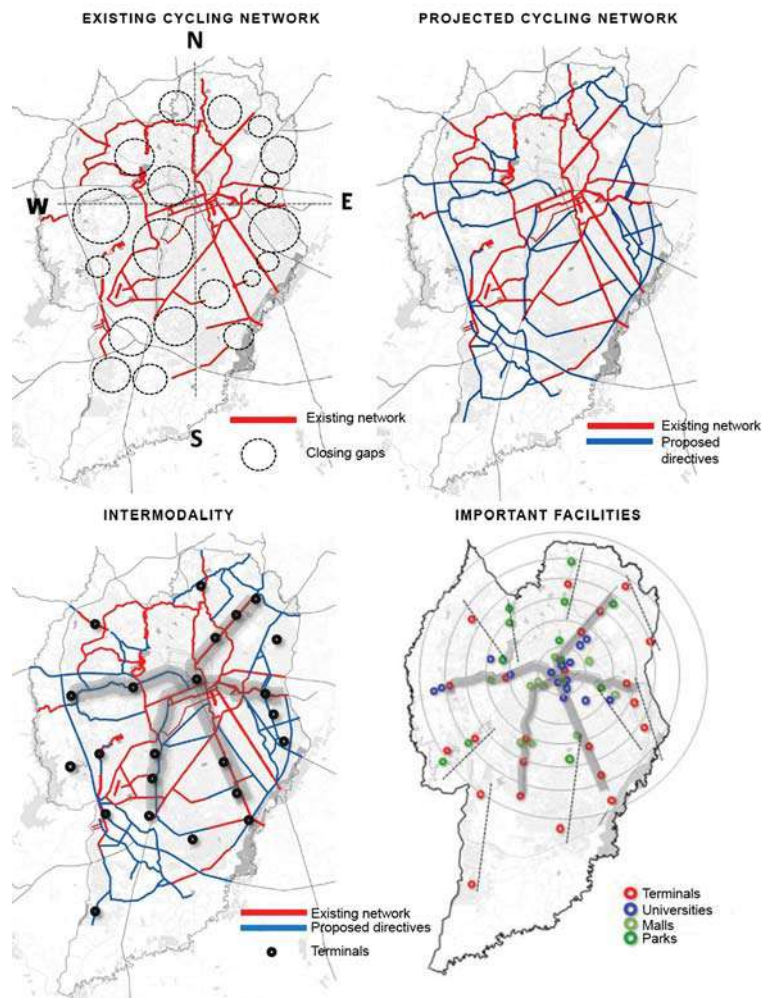 EXISTING CYCLING NETWORK
N
W
E
S
Existing network
Closing gaps
PROJECTED CYCLING NETWORK
Existing network
Proposed
directives
INTERMODALITY
Existing network
Proposed directives
Terminals
IMPORTANT FACILITIES
Terminals
Universities
Malls
Parks